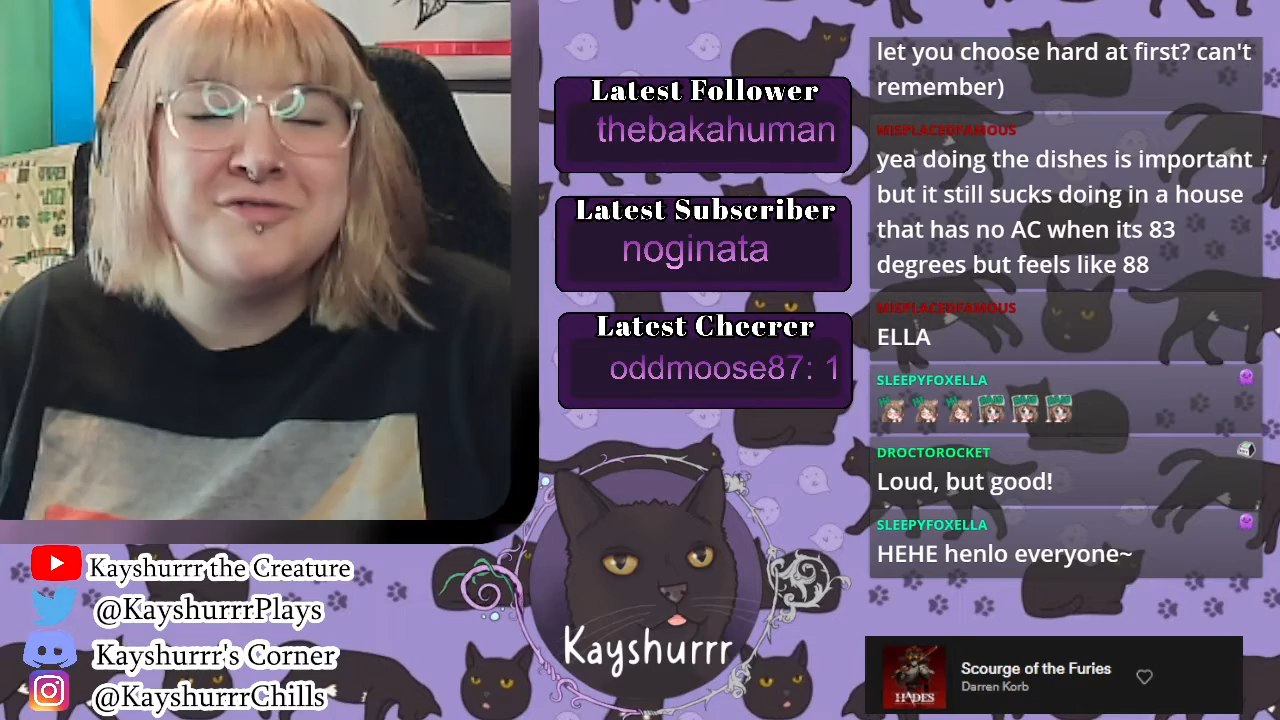 Latest Follower
thebakahuman
Latest Subscriber
noginata
Latest Cheerer
oddmoose87: 1
let you choose hard at first? can't
remember)
MISPLACEDFAMOUS
yea doing the dishes is important
but it still sucks doing in a house
that has no AC when its 83
degrees but feels like 88
MISPLACEDFAMOUS
ELLA
SLEEPYFOXELLA
DROCTOROCKET
Loud, but good!
SLEEPYFOXELLA
HEHE henlo everyone~
Kayshurrr the Creature
@KayshurrrPlays
Kayshurrr's Corner
@KayshurrrChills
Kayshurrr
HADES
Scourge of the Furies
Darren Korb